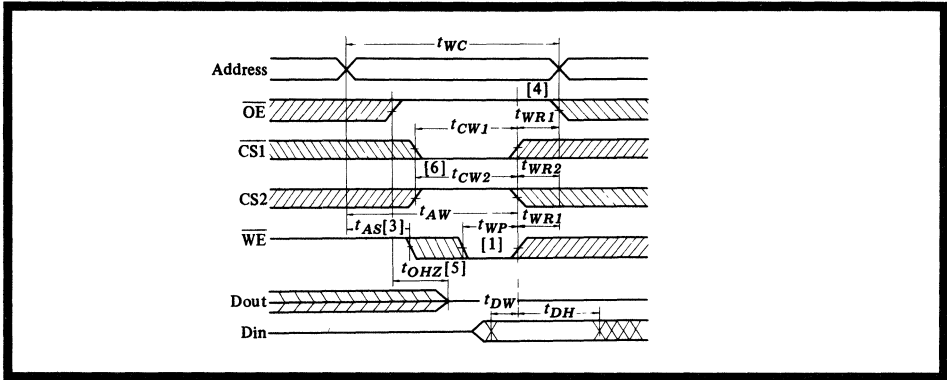 tWC
Address
[4]
OE
tWR1
tCW1
CS1
[6] tCW2 tWR2
CS2
tAW tWR1
tAS[3] tWP
WE [1]
tOHZ[5]
Dout tDW tDH
Din